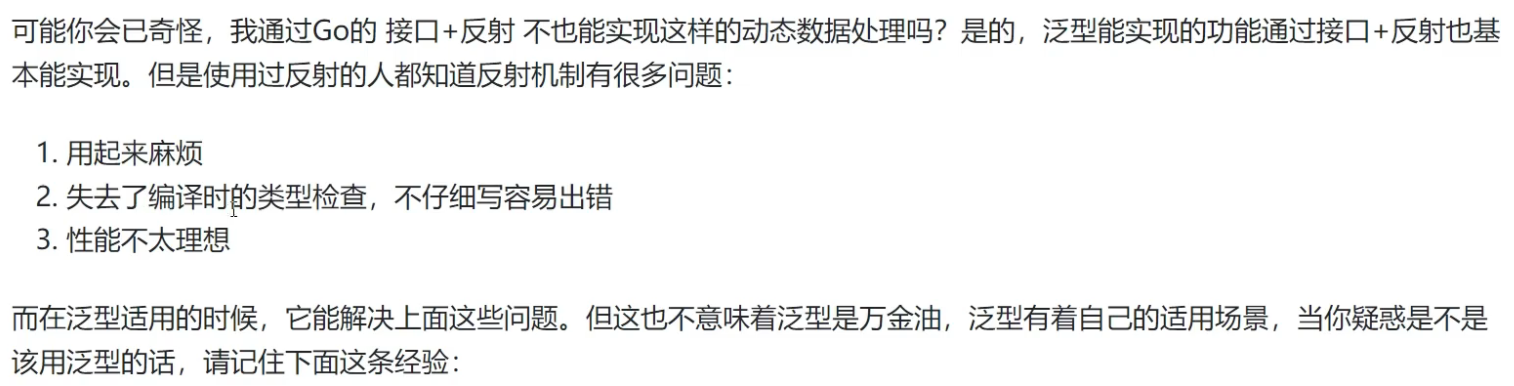 可能你会已奇怪，我通过Go的 接口+反射 不也能实现这样的动态数据处理吗？是的，泛型能实现的功能通过接口+反射也基
本能实现。但是使用过反射的人都知道反射机制有很多问题：
1. 用起来麻烦
2. 失去了编译时的类型检查，不仔细写容易出错
3. 性能不太理想
而在泛型适用的时候，它能解决上面这些问题。但这也不意味着泛型是万金油，泛型有着自己的适用场景，当你疑惑是不是
该用泛型的话，请记住下面这条经验：